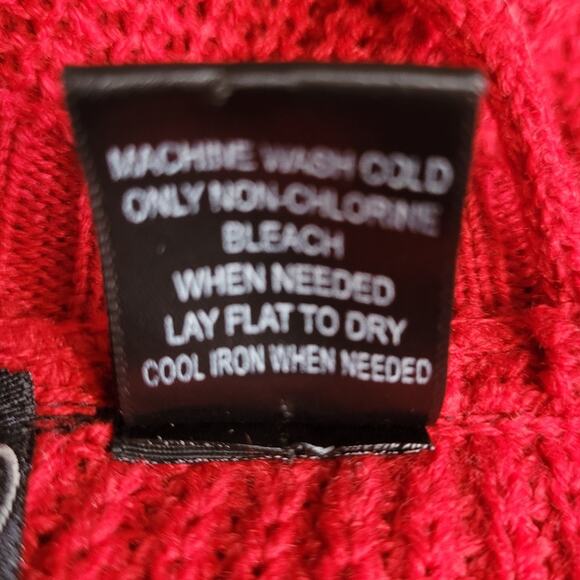 MACHINE WASH COLD
ONLY NON-CHLORINE
BLEACH
WHEN NEEDED
LAY FLAT TO DRY
COOL IRON WHEN NEEDED